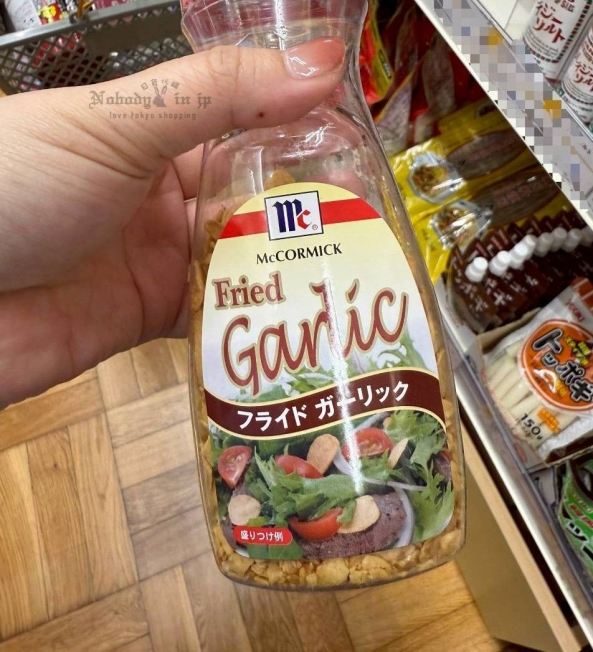 Nobody in jp
love tokyo shopping
Mc
McCORMICK
Fried
Garlic
フライド ガーリック
盛りつけ例
トッポギ
150g